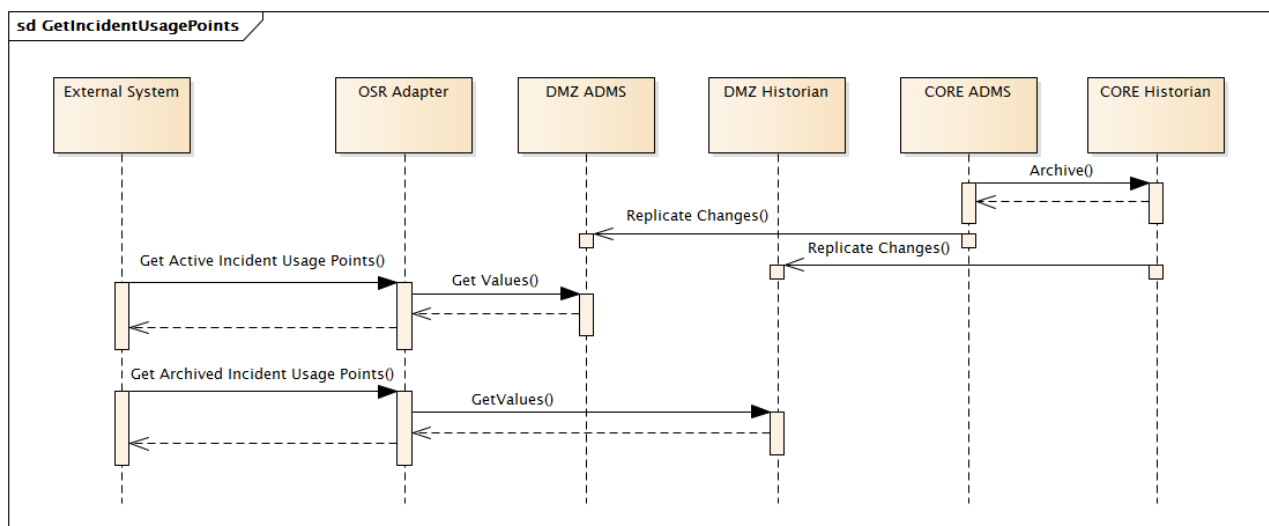 sd GetIncidentUsagePoints
External System
OSR Adapter
DMZ ADMS
DMZ Historian
CORE ADMS
CORE Historian
Archive()
Replicate Changes()
Replicate Changes()
Get Active Incident Usage Points()
Get Values()
Get Archived Incident Usage Points()
GetValues()